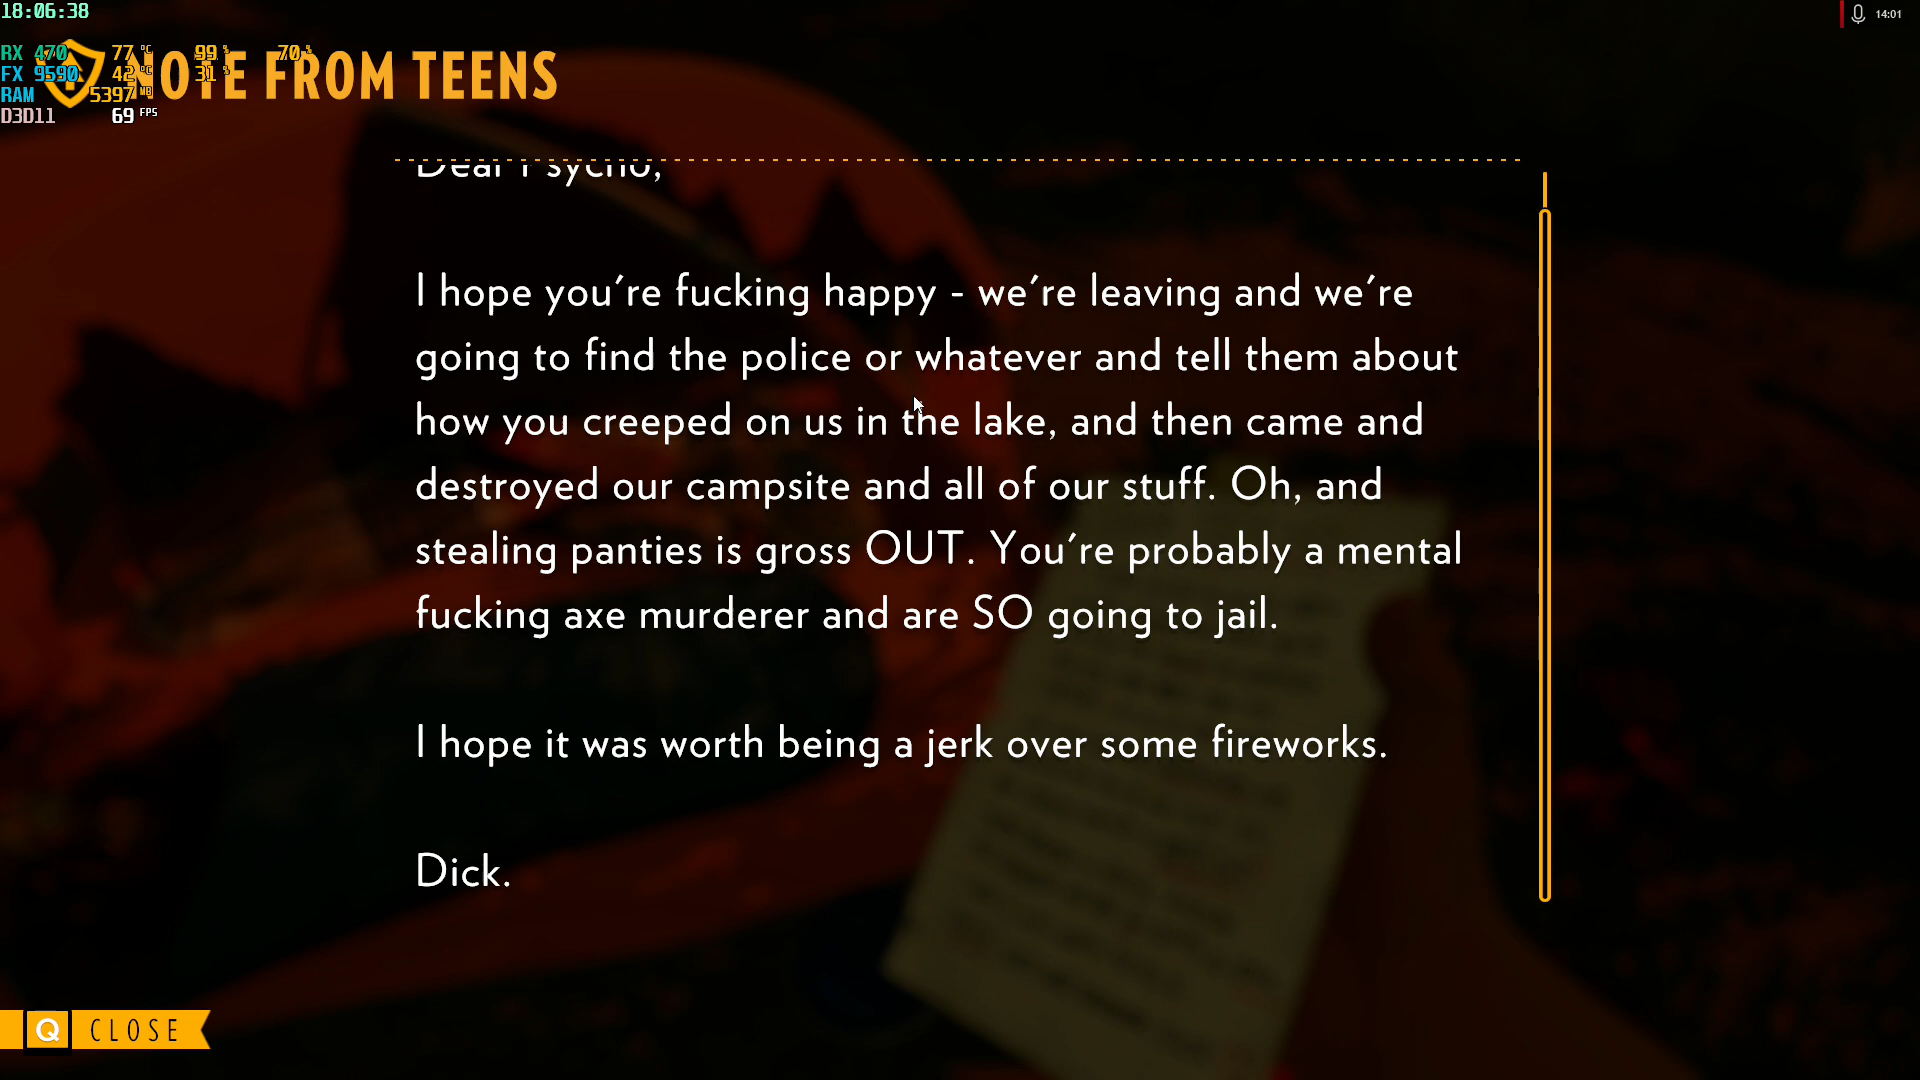 18:06:38
14:01
RX 470 77 °C 99 % 70 %
FX 9590 42 °C 31 %
RAM 5397 MB
D3D11 69 FPS
NOTE FROM TEENS
Dear Psycho,
I hope you're fucking happy - we're leaving and we're
going to find the police or whatever and tell them about
how you creeped on us in the lake, and then came and
destroyed our campsite and all of our stuff. Oh, and
stealing panties is gross OUT. You're probably a mental
fucking axe murderer and are SO going to jail.
I hope it was worth being a jerk over some fireworks.
Dick.
Q CLOSE